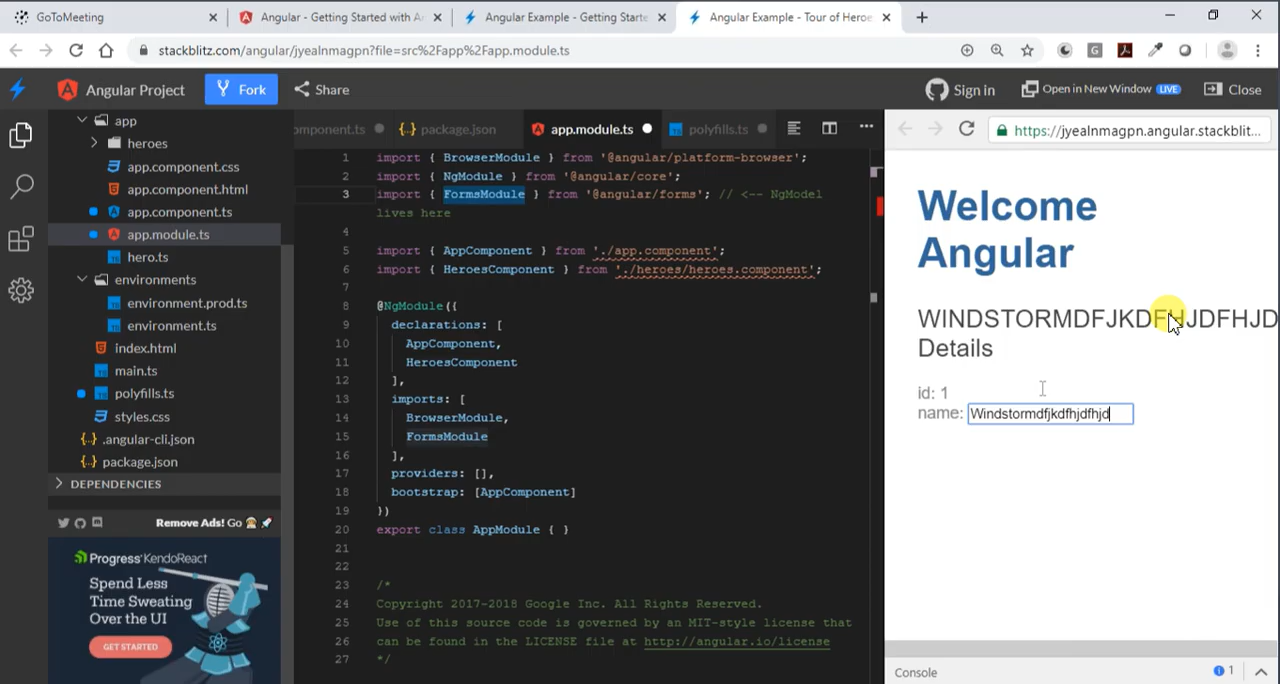 GoToMeeting
Angular - Getting Started with A
Angular Example - Getting Starte
Angular Example - Tour of Heroe
stackblitz.com/angular/jyealnmagpn?file=src%2Fapp%2Fapp.module.ts
Angular Project
Fork
Share
Sign in
Open in New Window LIVE
Close
app
heroes
app.component.css
app.component.html
app.component.ts
app.module.ts
hero.ts
environments
environment.prod.ts
environment.ts
index.html
main.ts
polyfills.ts
styles.css
{·} .angular-cli.json
{·} package.json
DEPENDENCIES
Remove Ads! Go
Progress® KendoReact
Spend Less
Time Sweating
Over the UI
GET STARTED
omponent.ts
{·} package.json
app.module.ts
polyfills.ts
1 import { BrowserModule } from '@angular/platform-browser';
2 import { NgModule } from '@angular/core';
3 import { FormsModule } from '@angular/forms'; // <-- NgModel
lives here
4
5 import { AppComponent } from './app.component';
6 import { HeroesComponent } from './heroes/heroes.component';
7
8 @NgModule({
9 declarations: [
10 AppComponent,
11 HeroesComponent
12 ],
13 imports: [
14 BrowserModule,
15 FormsModule
16 ],
17 providers: [],
18 bootstrap: [AppComponent]
19 })
20 export class AppModule { }
21
22
23 /*
24 Copyright 2017-2018 Google Inc. All Rights Reserved.
25 Use of this source code is governed by an MIT-style license that
26 can be found in the LICENSE file at http://angular.io/license
27 */
https://jyealnmagpn.angular.stackblitz...
Welcome
Angular
WINDSTORMDFJKDFHJDFHJD
Details
id: 1
name: Windstormdfjkdfhjdfhjd
Console
1